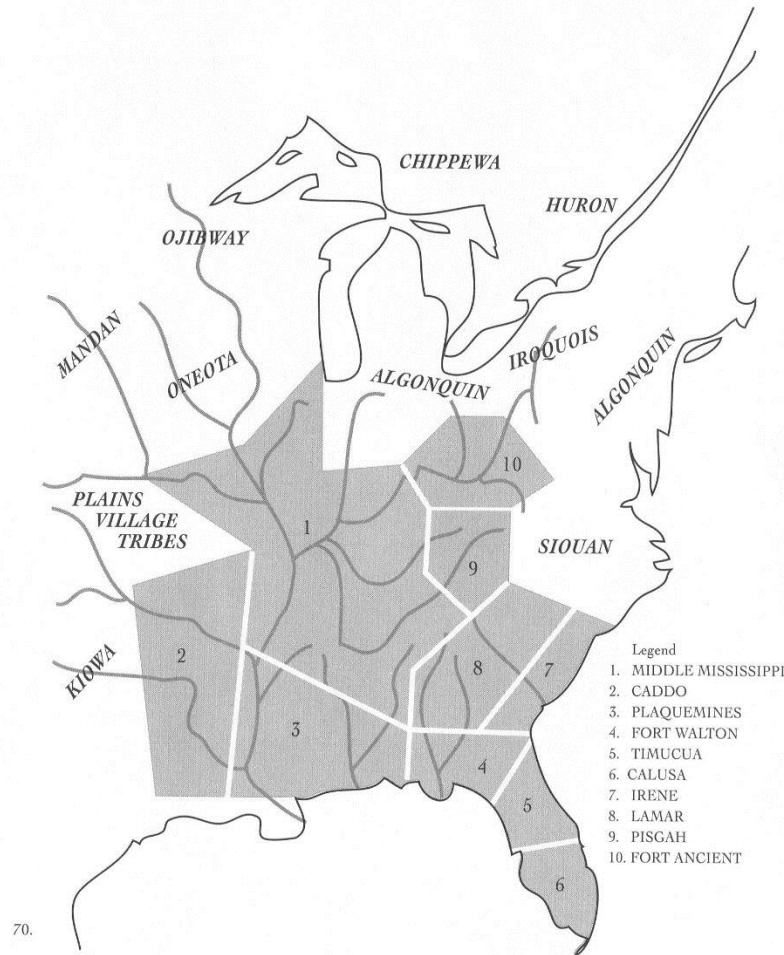 CHIPPEWA
HURON
OJIBWAY
MANDAN
ONEOTA
ALGONQUIN
IROQUOIS
ALGONQUIN
10
PLAINS
VILLAGE
TRIBES
1
SIOUAN
9
2
KIOWA
8
7
3
4
5
6
Legend
1. MIDDLE MISSISSIPPI
2. CADDO
3. PLAQUEMINES
4. FORT WALTON
5. TIMUCUA
6. CALUSA
7. IRENE
8. LAMAR
9. PISGAH
10. FORT ANCIENT
70.